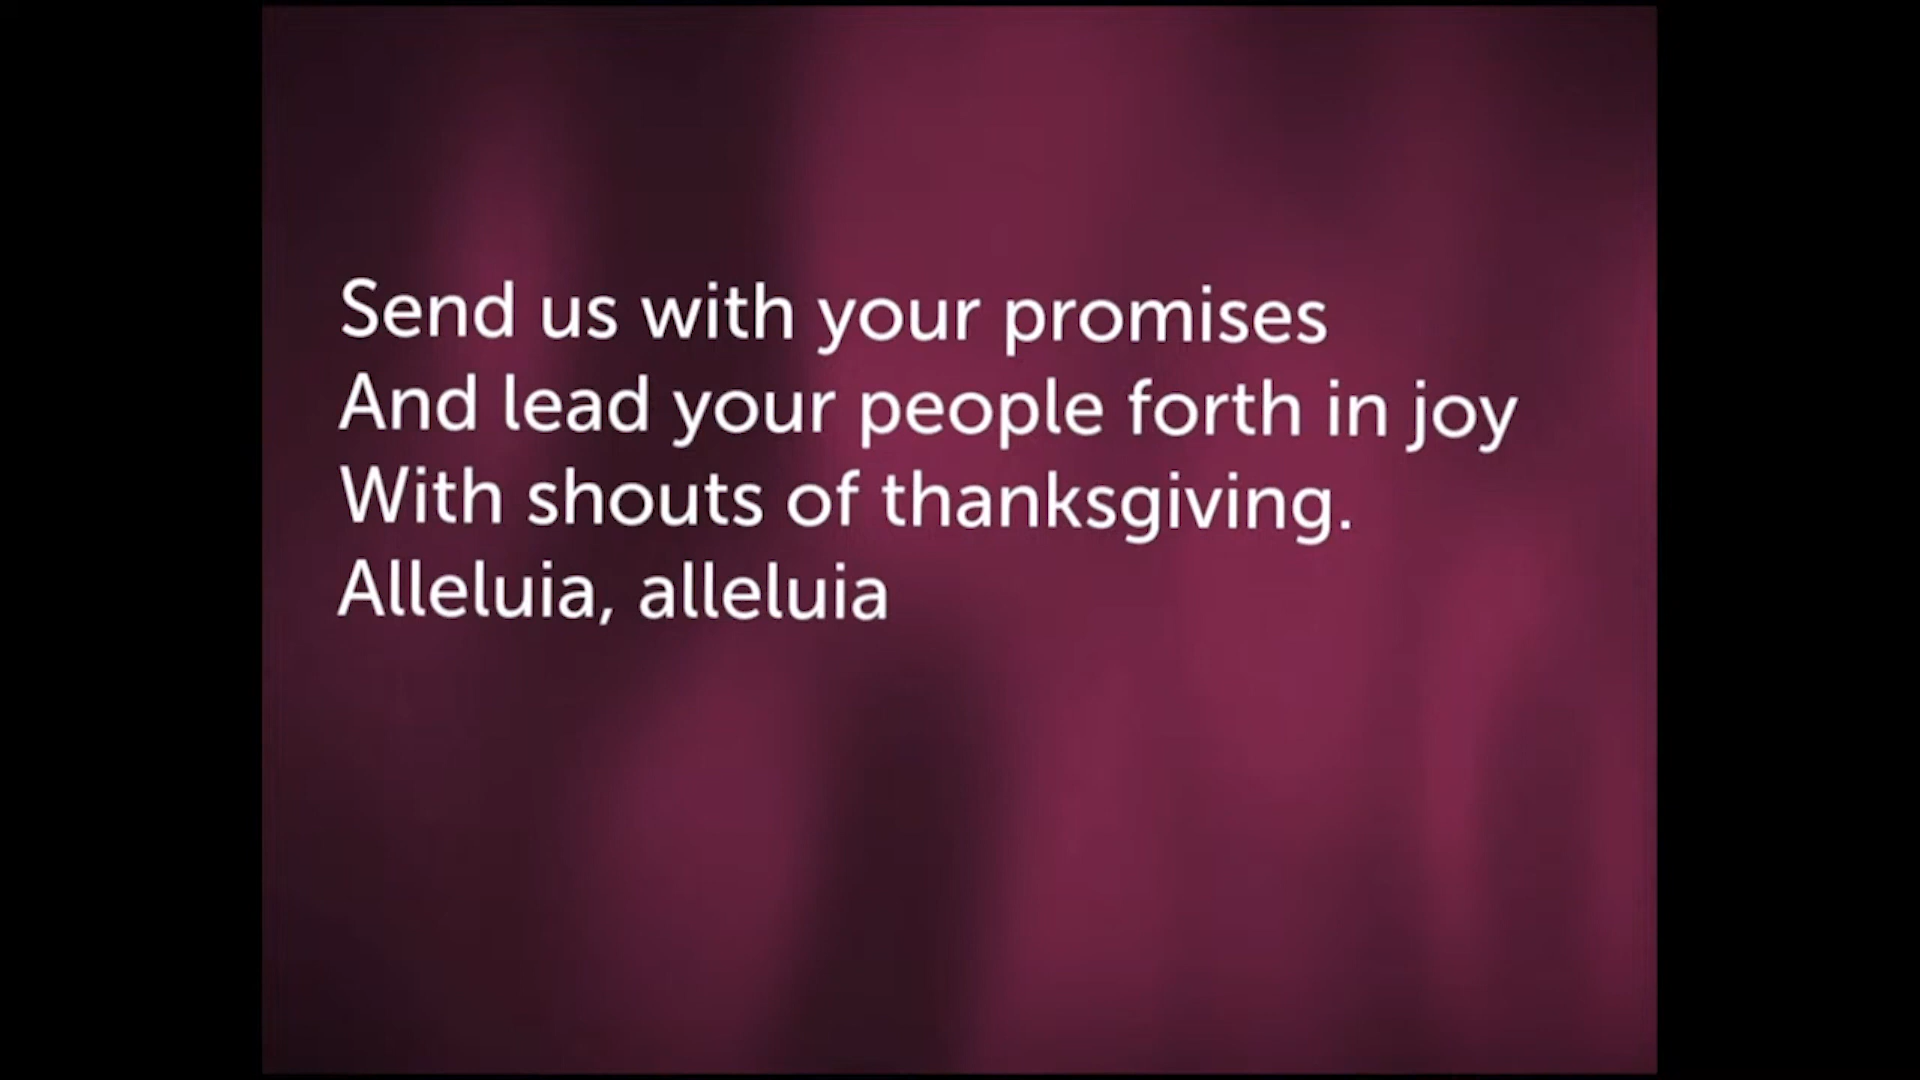 Send us with your promises
And lead your people forth in joy
With shouts of thanksgiving.
Alleluia, alleluia